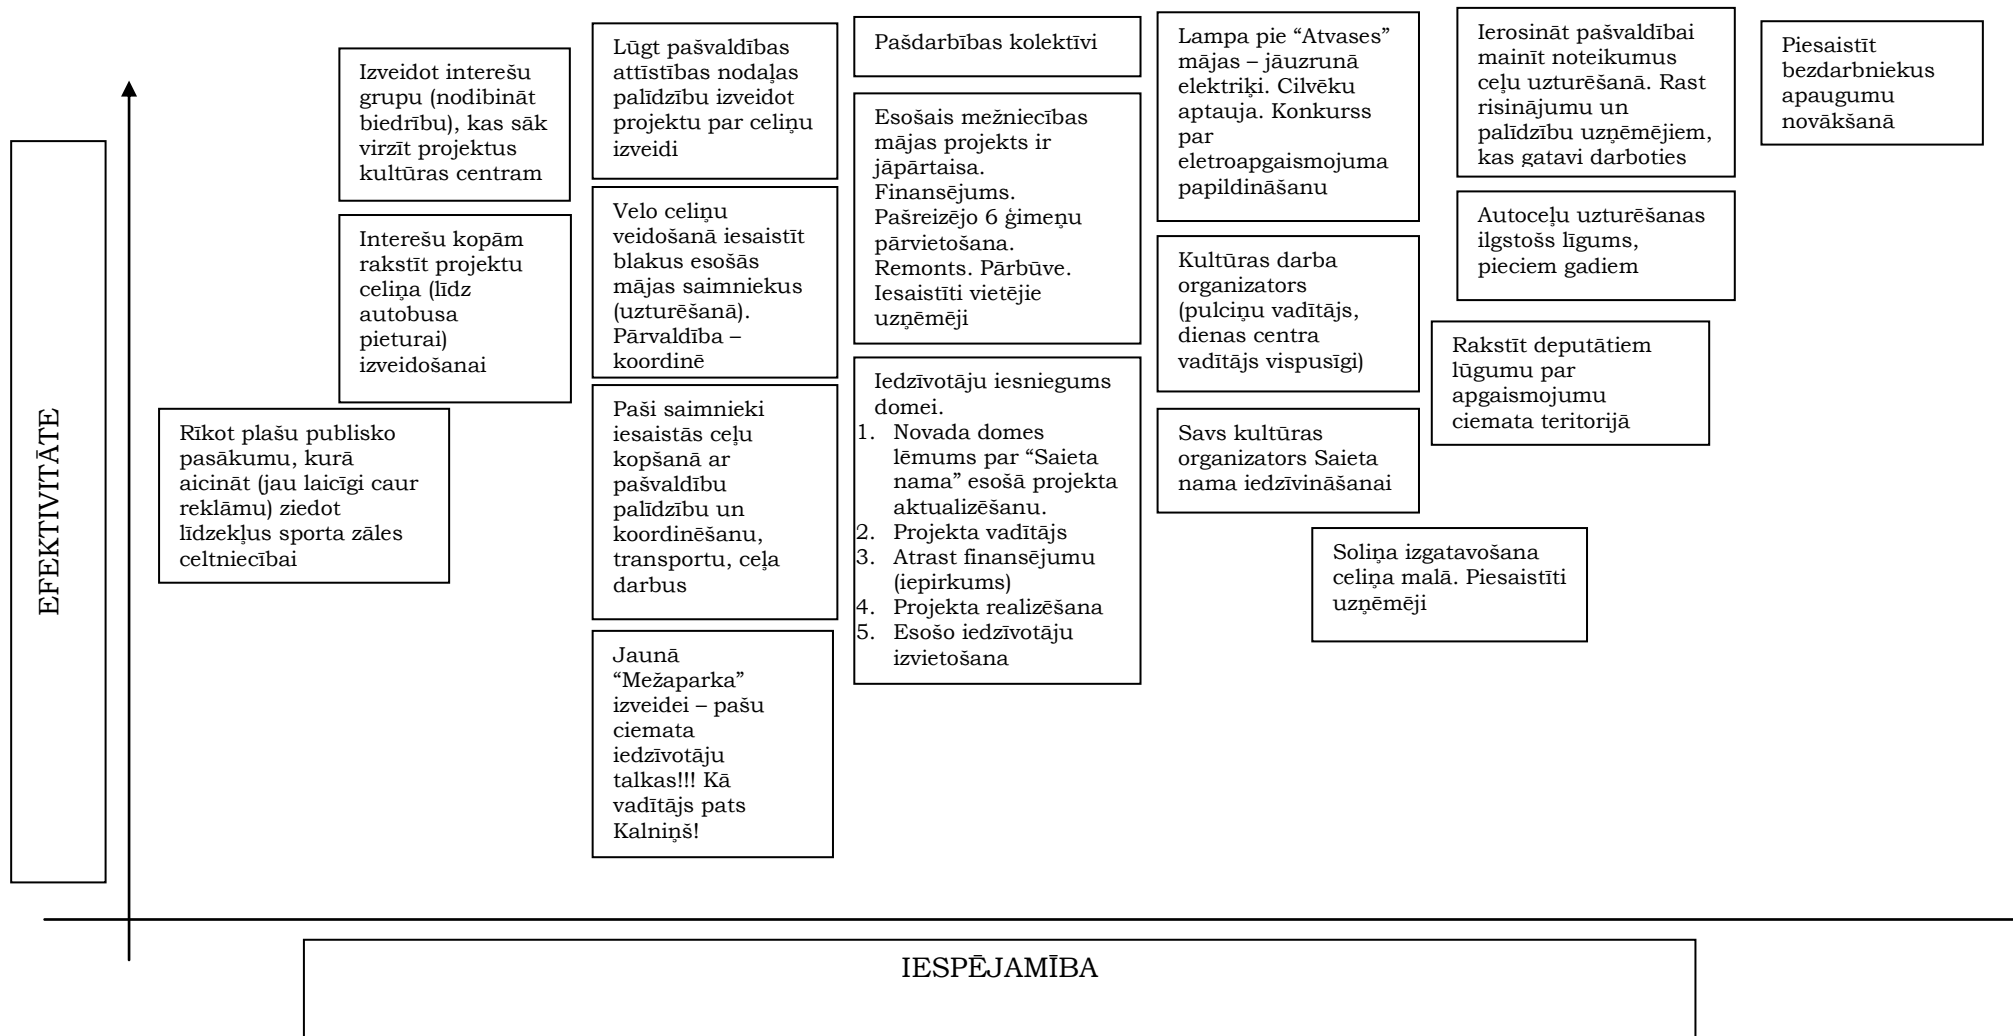 EFEKTIVITĀTE
Rīkot plašu publisko
pasākumu, kurā
aicināt (jau laicīgi caur
reklāmu) ziedot
līdzekļus sporta zāles
celtniecībai
Izveidot interešu
grupu (nodibināt
biedrību), kas sāk
virzīt projektus
kultūras centram
Interešu kopām
rakstīt projektu
celiņa (līdz
autobusa
pieturai)
izveidošanai
Lūgt pašvaldības
attīstības nodaļas
palīdzību izveidot
projektu par celiņu
izveidi
Velo celiņu
veidošanā iesaistīt
blakus esošās
mājas saimniekus
(uzturēšanā).
Pārvaldība –
koordinē
Paši saimnieki
iesaistās ceļu
kopšanā ar
pašvaldību
palīdzību un
koordinēšanu,
transportu, ceļa
darbus
Jaunā
“Mežaparka”
izveidei – pašu
ciemata
iedzīvotāju
talkas!!! Kā
vadītājs pats
Kalniņš!
Pašdarbības kolektīvi
Esošais mežniecības
mājas projekts ir
jāpārtaisa.
Finansējums.
Pašreizējo 6 ģimeņu
pārvietošana.
Remonts. Pārbūve.
Iesaistīti vietējie
uzņēmēji
Iedzīvotāju iesniegums
domei.
1. Novada domes
lēmums par “Saieta
nama” esošā projekta
aktualizēšanu.
2. Projekta vadītājs
3. Atrast finansējumu
(iepirkums)
4. Projekta realizēšana
5. Esošo iedzīvotāju
izvietošana
Lampa pie “Atvases”
mājas – jāuzrunā
elektriķi. Cilvēku
aptauja. Konkurss
par
eletroapgaismojuma
papildināšanu
Kultūras darba
organizators
(pulciņu vadītājs,
dienas centra
vadītājs vispusīgi)
Savs kultūras
organizators Saieta
nama iedzīvināšanai
Soliņa izgatavošana
celiņa malā. Piesaistīti
uzņēmēji
Ierosināt pašvaldībai
mainīt noteikumus
ceļu uzturēšanā. Rast
risinājumu un
palīdzību uzņēmējiem,
kas gatavi darboties
Autoceļu uzturēšanas
ilgstošs līgums,
pieciem gadiem
Rakstīt deputātiem
lūgumu par
apgaismojumu
ciemata teritorijā
Piesaistīt
bezdarbniekus
apaugumu
novākšanā
IESPĒJAMĪBA